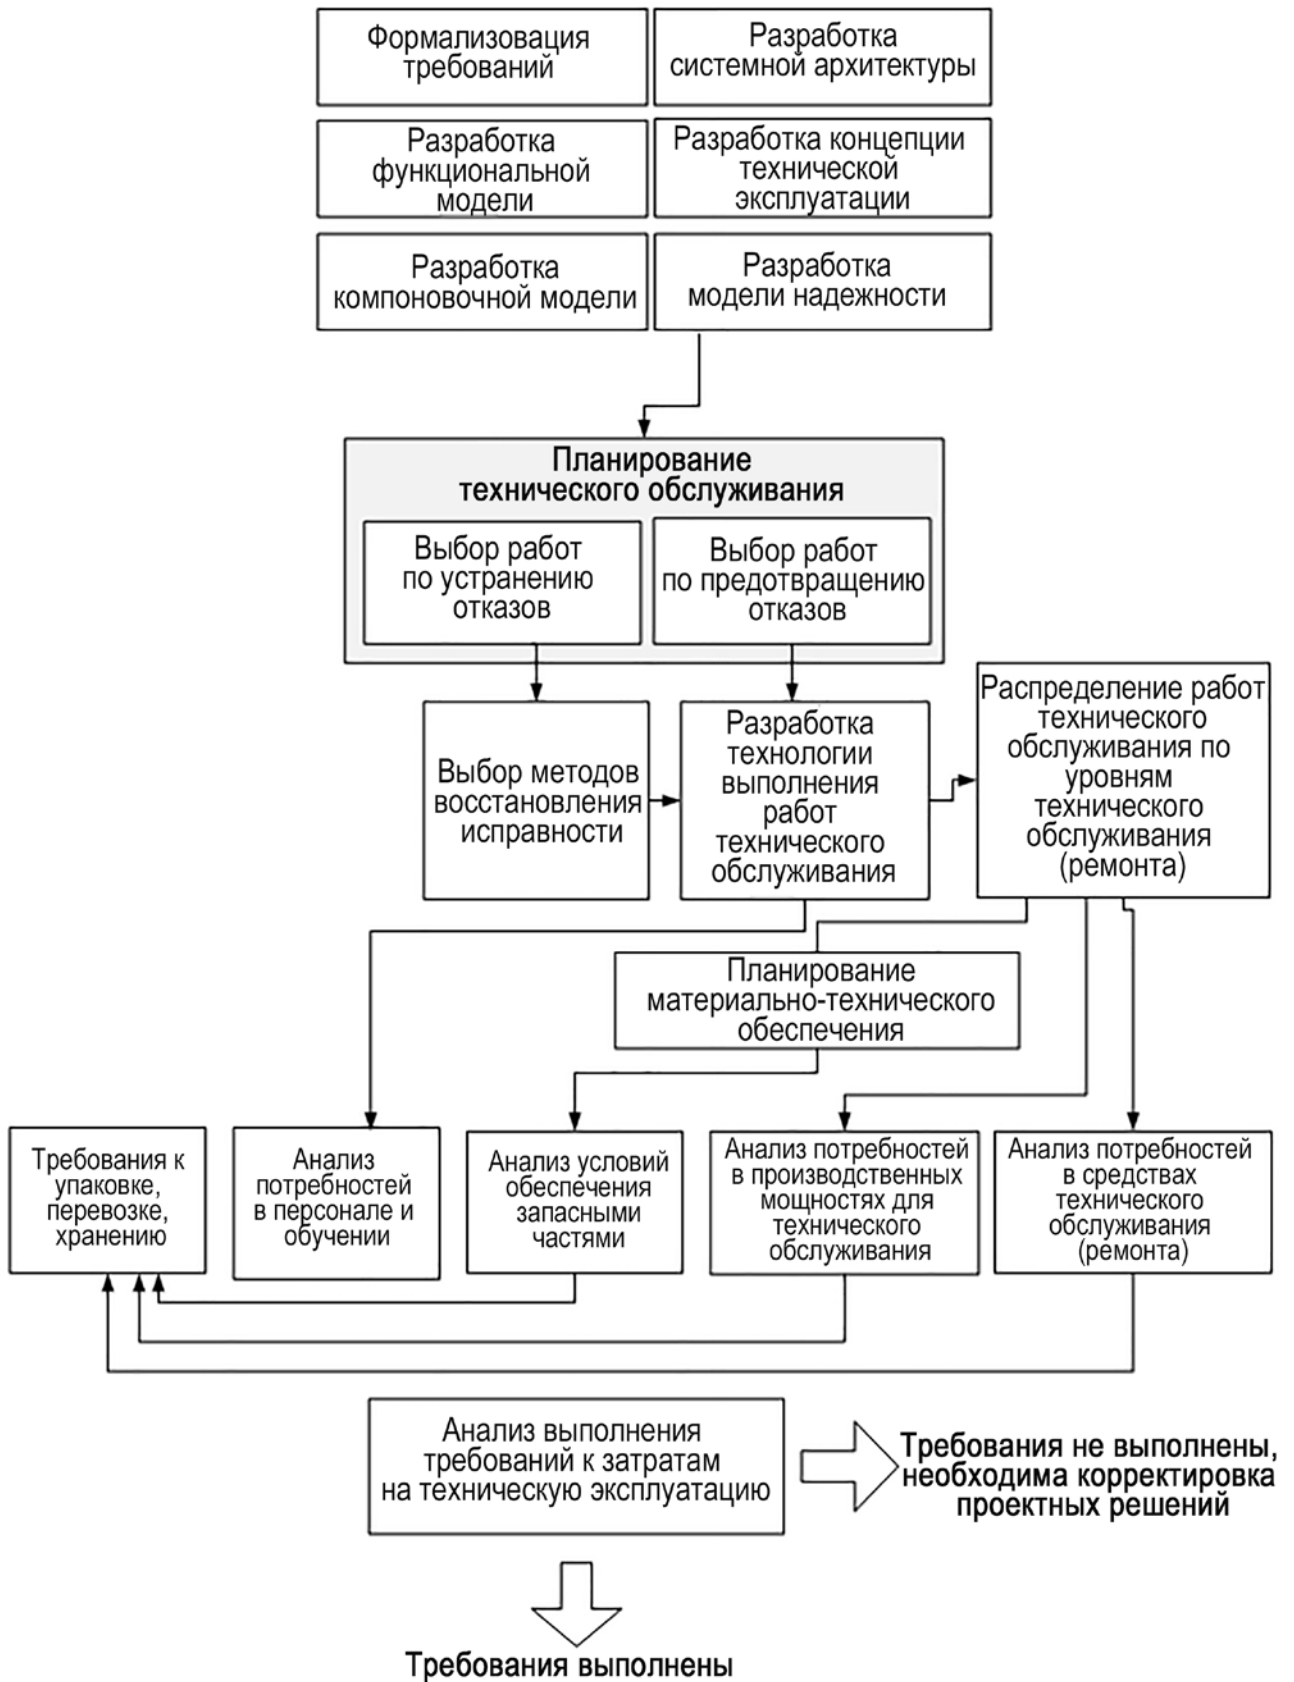 Формализовация
требований
Разработка
системной архитектуры
Разработка
функциональной
модели
Разработка концепции
технической
эксплуатации
Разработка
компоновочной модели
Разработка
модели надежности
Планирование
технического обслуживания
Выбор работ
по устранению
отказов
Выбор работ
по предотвращению
отказов
Выбор методов
восстановления
исправности
Разработка
технологии
выполнения
работ
технического
обслуживания
Распределение работ
технического
обслуживания по
уровням
технического
обслуживания
(ремонта)
Планирование
материально-технического
обеспечения
Требования к
упаковке,
перевозке,
хранению
Анализ
потребностей
в персонале и
обучении
Анализ условий
обеспечения
запасными
частями
Анализ потребностей
в производственных
мощностях для
технического
обслуживания
Анализ потребностей
в средствах
технического
обслуживания
(ремонта)
Анализ выполнения
требований к затратам
на техническую эксплуатацию
Требования не выполнены,
необходима корректировка
проектных решений
Требования выполнены